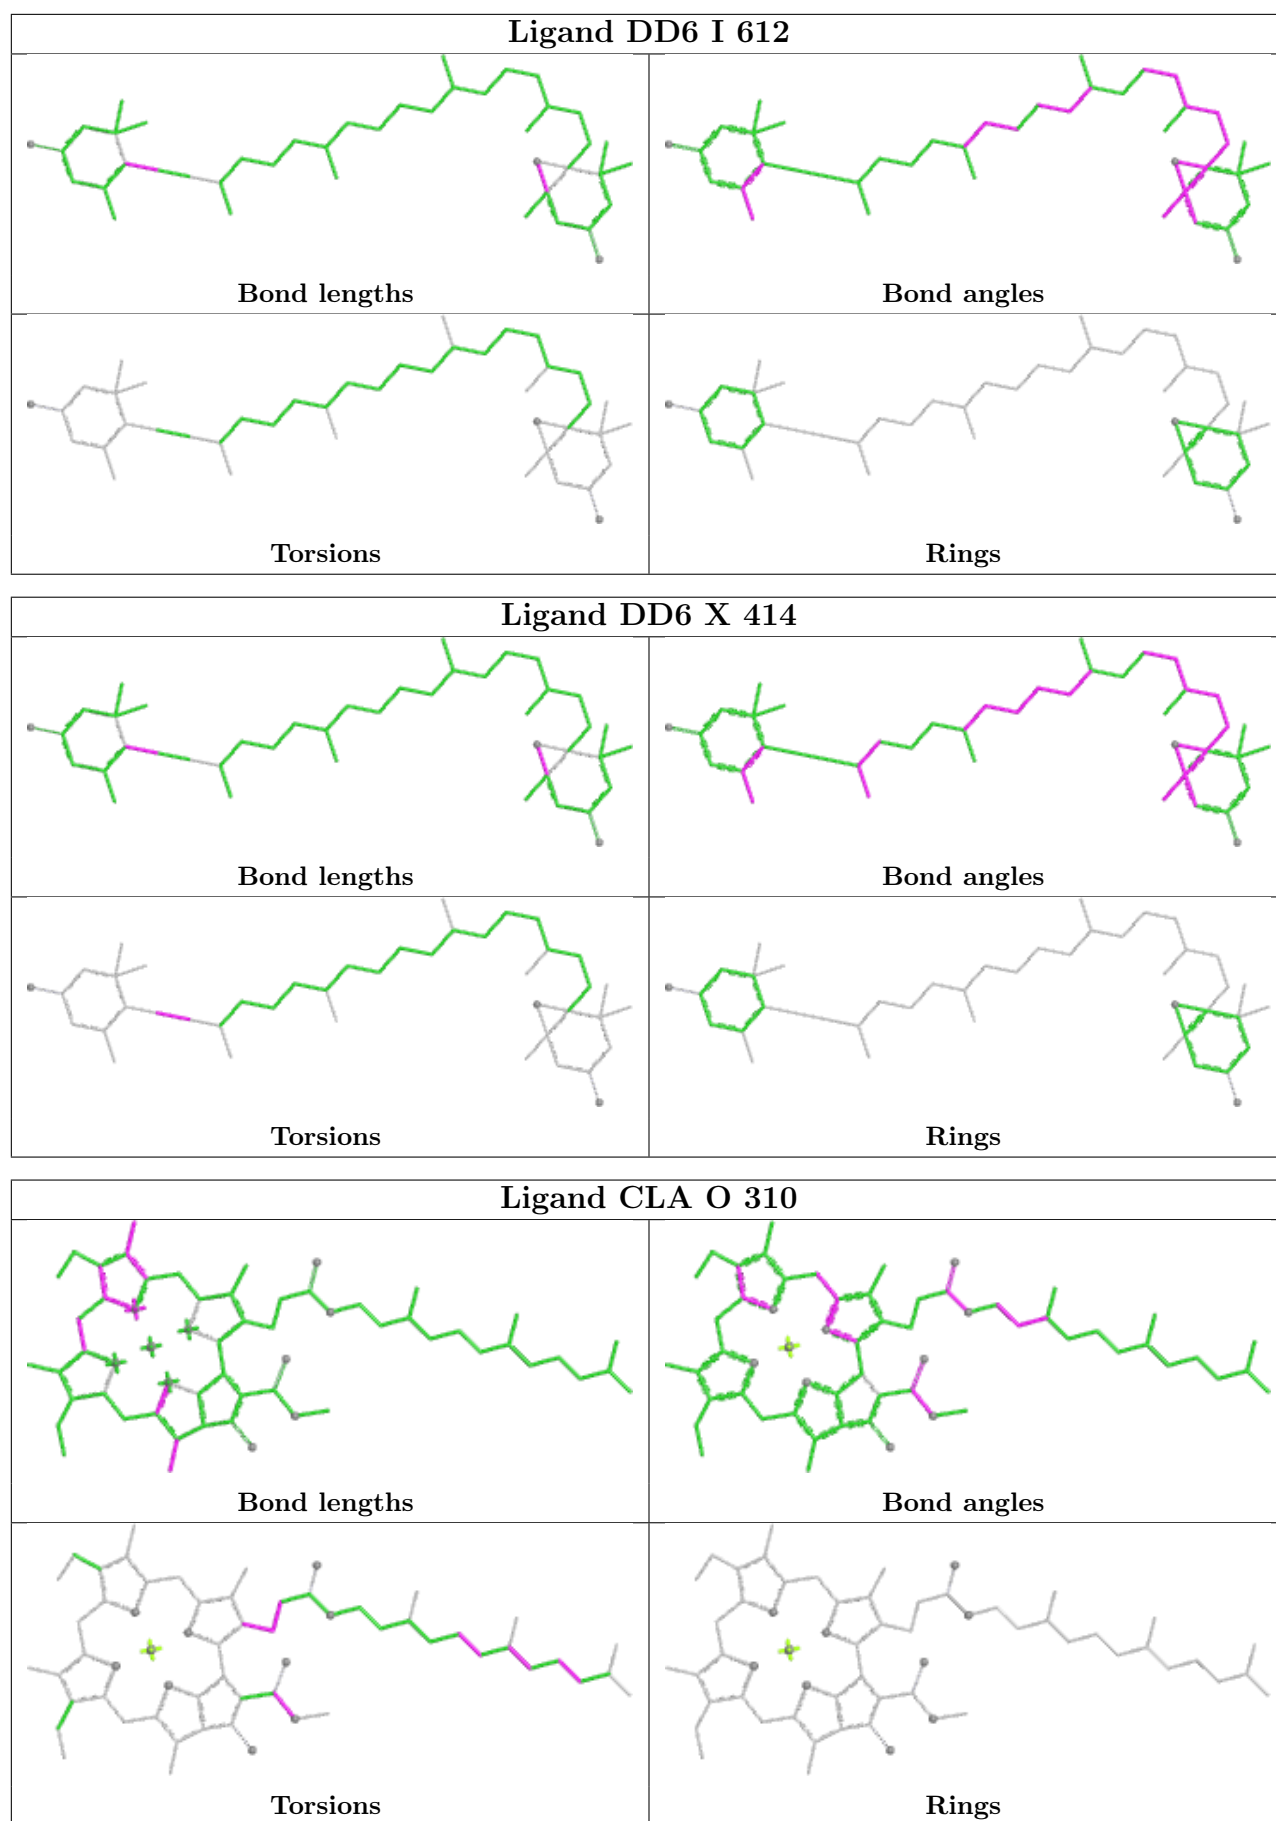 Ligand DD6 I 612
Bond lengths
Bond angles
Torsions
Rings
Ligand DD6 X 414
Bond lengths
Bond angles
Torsions
Rings
Ligand CLA O 310
Bond lengths
Bond angles
Torsions
Rings